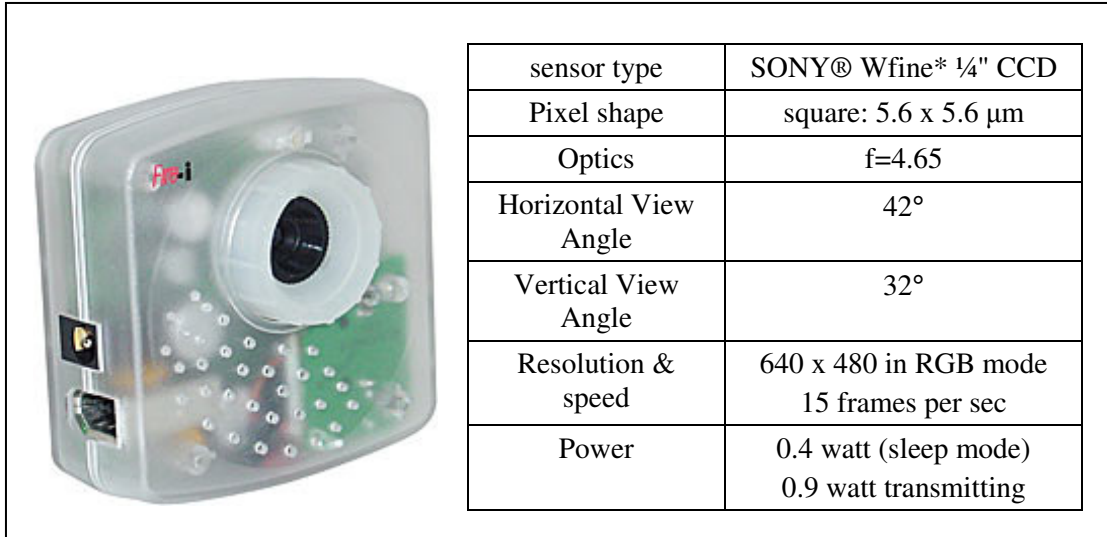 Fire-i
sensor type
SONY® Wfine* ¼" CCD
Pixel shape
square: 5.6 x 5.6 μm
Optics
f=4.65
Horizontal View
Angle
42°
Vertical View
Angle
32°
Resolution &
speed
640 x 480 in RGB mode
15 frames per sec
Power
0.4 watt (sleep mode)
0.9 watt transmitting